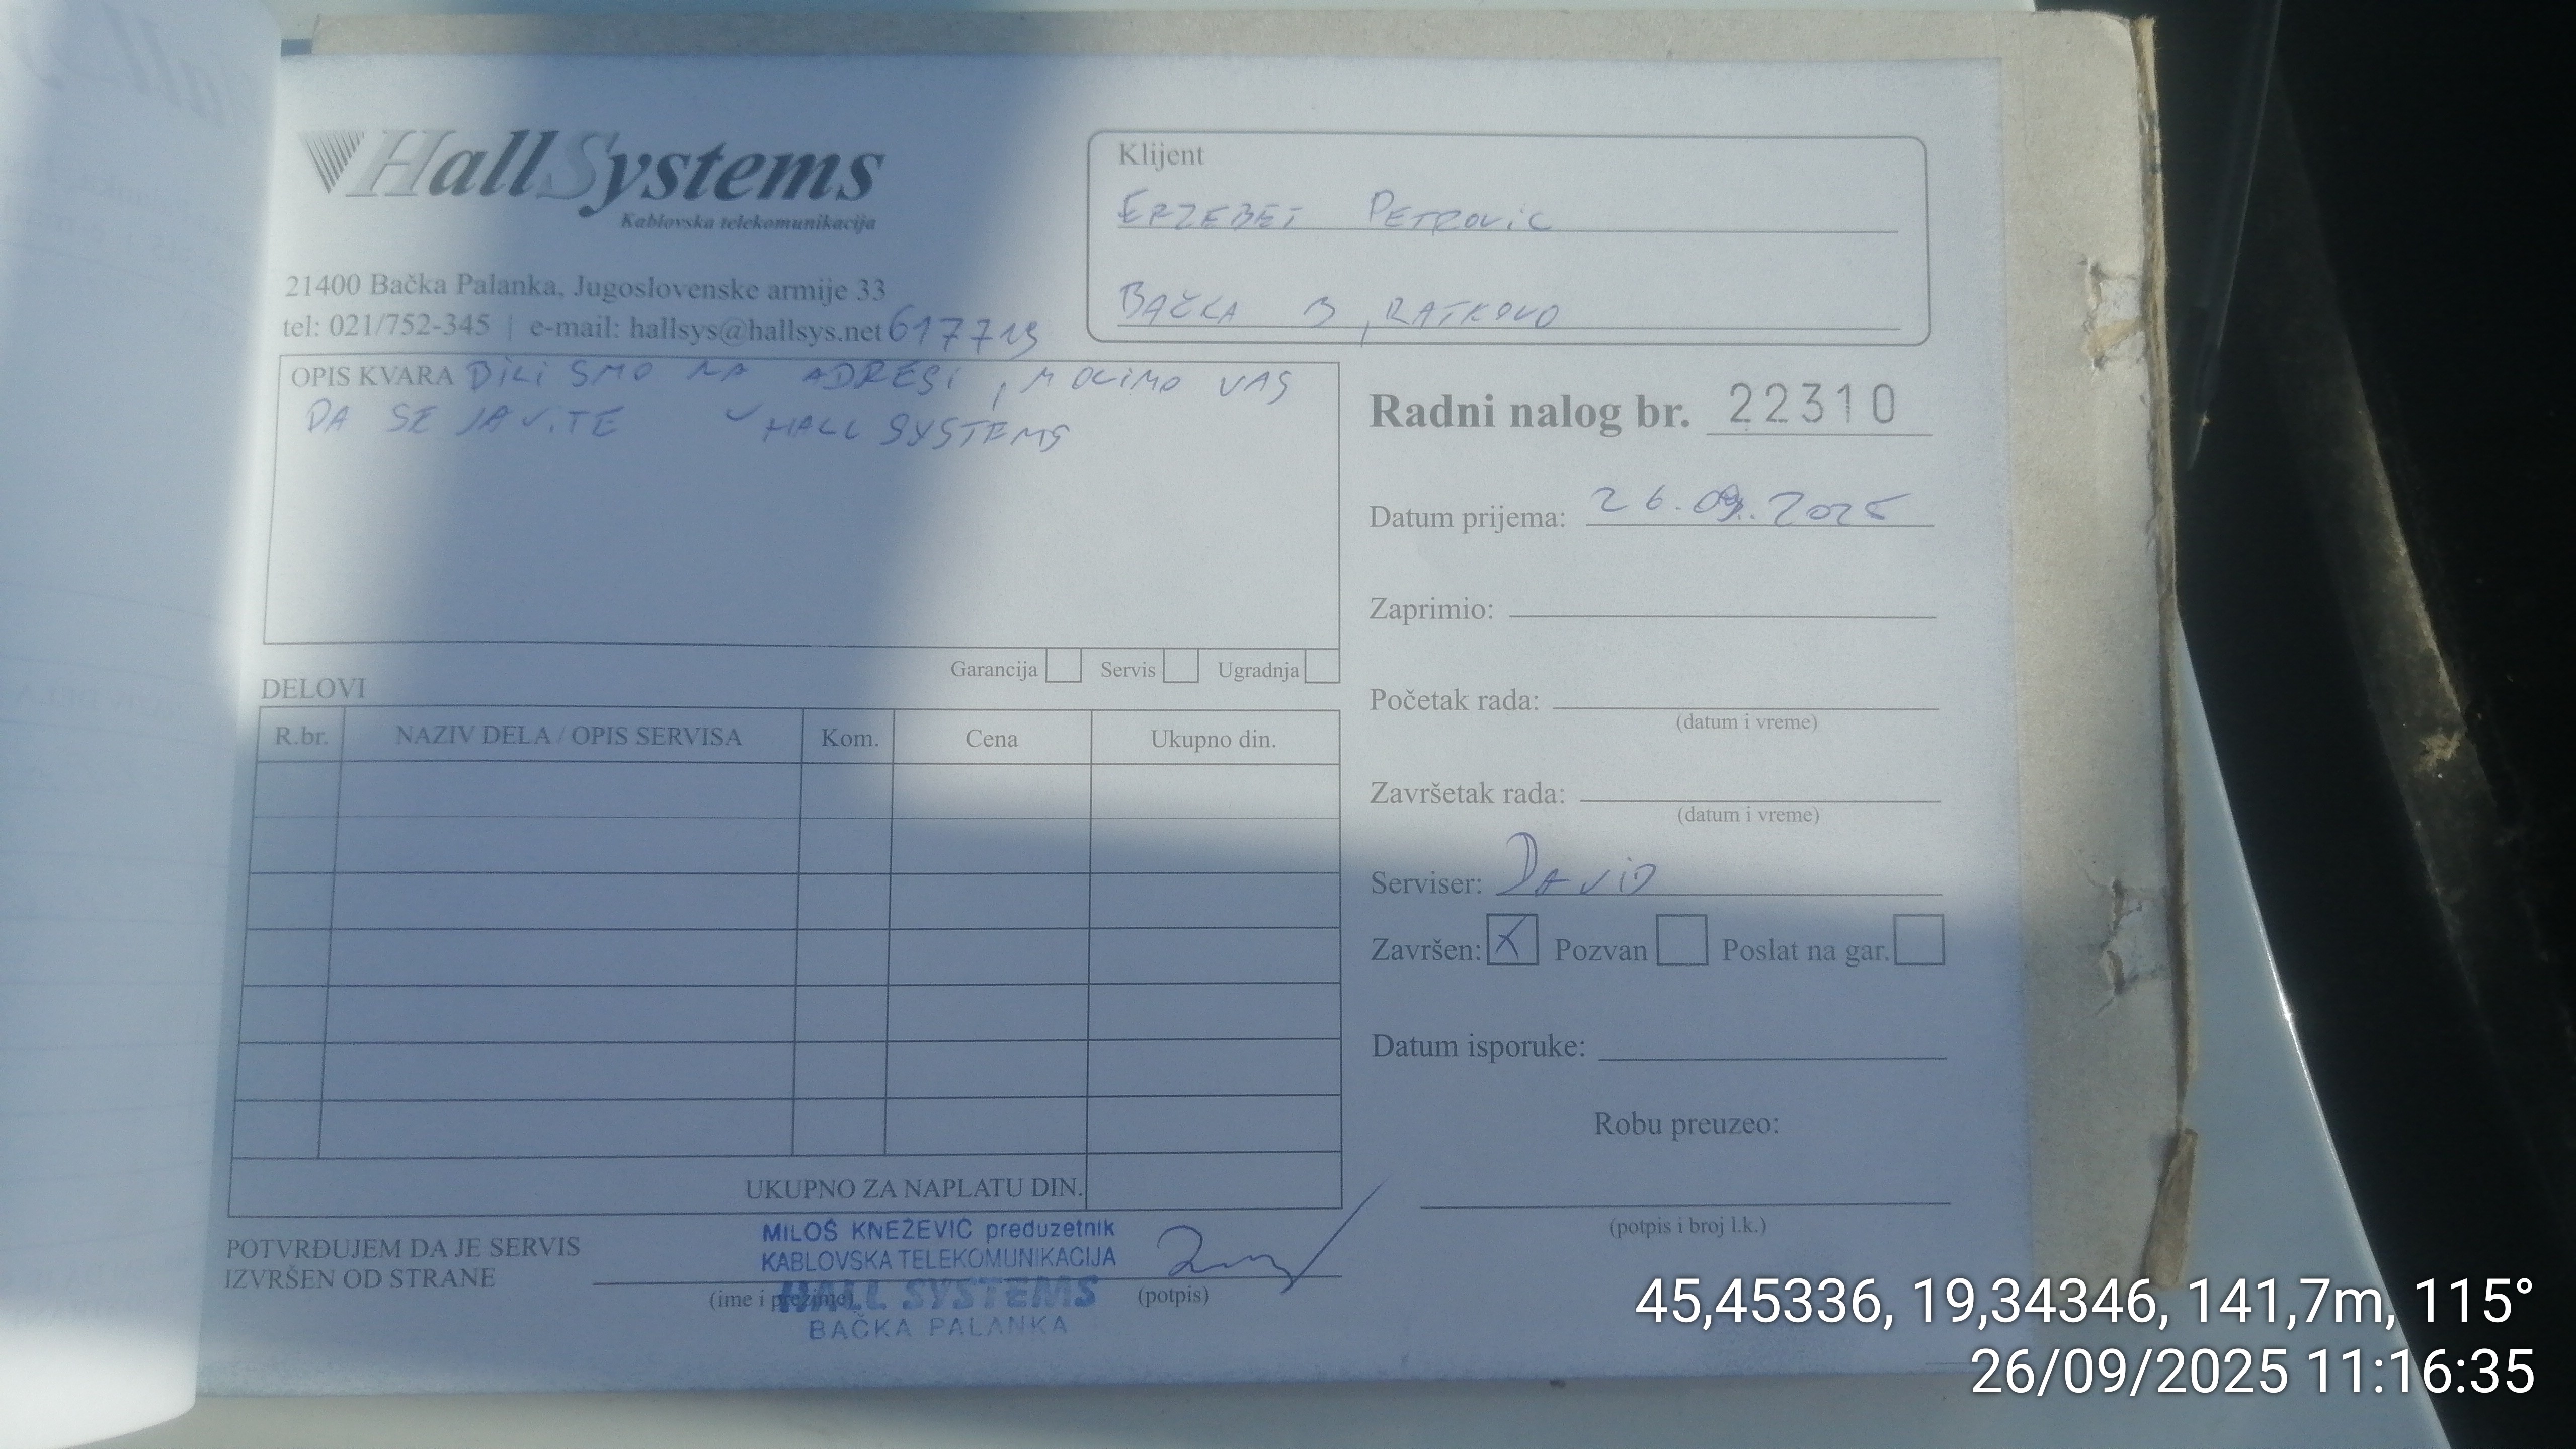 HallSystems
Kablovska telekomunikacija
21400 Bačka Palanka, Jugoslovenske armije 33
tel: 021/752-345 | e-mail: hallsys@hallsys.net 617719
Klijent
ERZEBET PETROVIC
BAČKA 3, RATKOVO
OPIS KVARA BILI SMO NA ADRESI, MOLIMO VAS
DA SE JAVITE U HALL SYSTEMS
Garancija Servis Ugradnja
Radni nalog br. 22310
Datum prijema: 26.09.2025
Zaprimio:
Početak rada:
(datum i vreme)
Završetak rada:
(datum i vreme)
Serviser: DAVID
Završen: X Pozvan Poslat na gar.
Datum isporuke:
Robu preuzeo:
(potpis i broj l.k.)
DELOVI
R.br. NAZIV DELA / OPIS SERVISA Kom. Cena Ukupno din.
UKUPNO ZA NAPLATU DIN.
POTVRĐUJEM DA JE SERVIS
IZVRŠEN OD STRANE
(ime i prezime)
(potpis)
MILOŠ KNEŽEVIĆ preduzetnik
KABLOVSKA TELEKOMUNIKACIJA
HALL SYSTEMS
BAČKA PALANKA
45,45336, 19,34346, 141,7m, 115°
26/09/2025 11:16:35